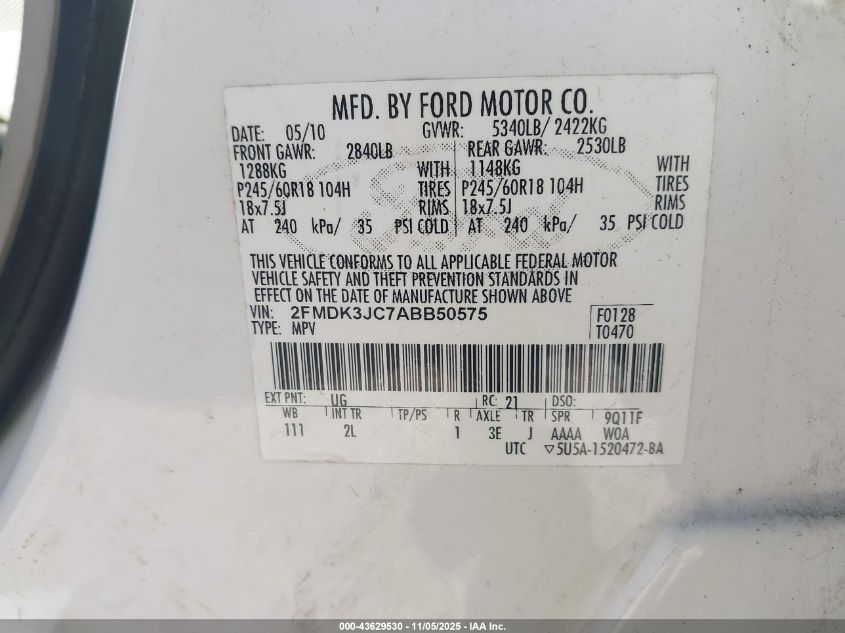 MFD. BY FORD MOTOR CO.
DATE: 05/10 GVWR: 5340LB/ 2422KG
FRONT GAWR: 2840LB REAR GAWR: 2530LB
1288KG WITH 1148KG WITH
P245/60R18 104H TIRES P245/60R18 104H TIRES
18x7.5J RIMS 18x7.5J RIMS
AT 240 kPa/ 35 PSI COLD AT 240 kPa/ 35 PSI COLD
THIS VEHICLE CONFORMS TO ALL APPLICABLE FEDERAL MOTOR
VEHICLE SAFETY AND THEFT PREVENTION STANDARDS IN
EFFECT ON THE DATE OF MANUFACTURE SHOWN ABOVE
VIN: 2FMDK3JC7ABB50575 F0128
TYPE: MPV T0470
EXT PNT: UG RC: 21 DSO:
WB INT TR TP/PS R AXLE TR SPR 9Q11F
111 2L 1 3E J AAAA WOA
UTC ▽5U5A-1520472-BA
000-43629530 - 11/05/2025 - IAA Inc.